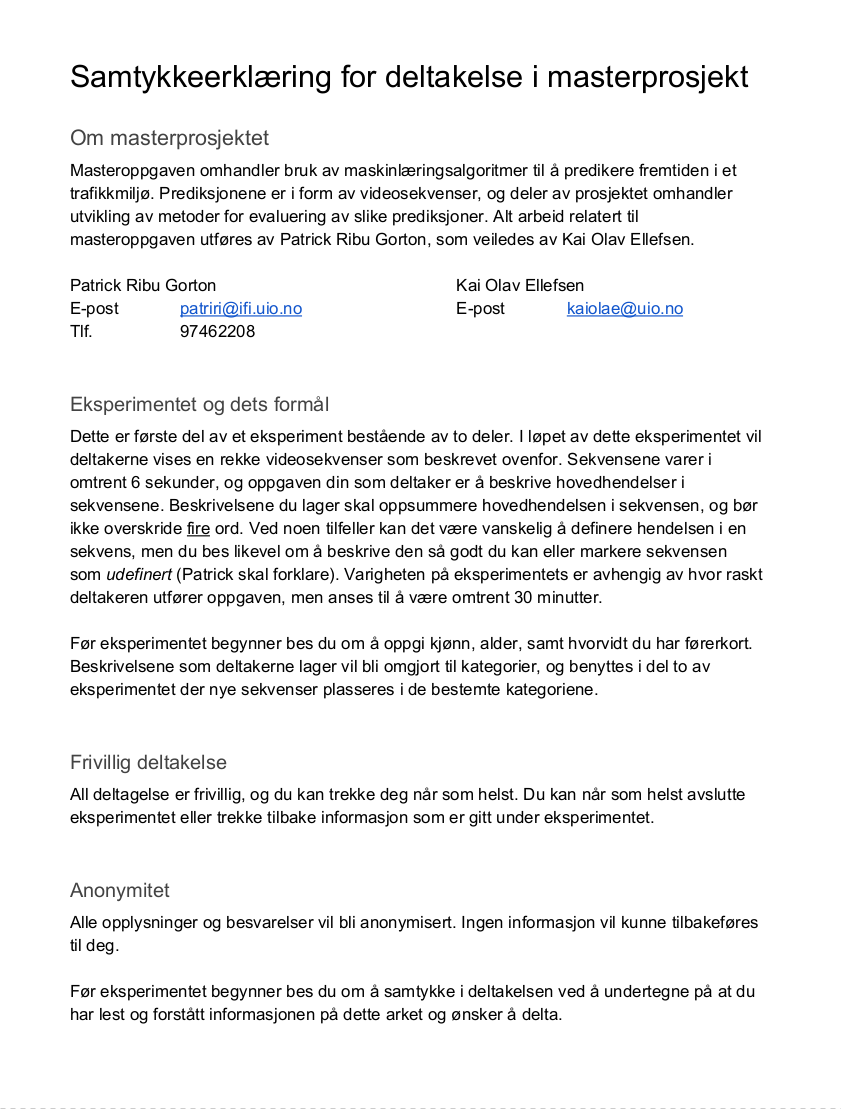 Samtykkeerklæring for deltakelse i masterprosjekt
Om masterprosjektet
Masteroppgaven omhandler bruk av maskinlæringsalgoritmer til å predikere fremtiden i et
trafikkmiljø. Prediksjonene er i form av videosekvenser, og deler av prosjektet omhandler
utvikling av metoder for evaluering av slike prediksjoner. Alt arbeid relatert til
masteroppgaven utføres av Patrick Ribu Gorton, som veiledes av Kai Olav Ellefsen.
Patrick Ribu Gorton Kai Olav Ellefsen
E-post patriri@ifi.uio.no E-post kaiolae@uio.no
Tlf. 97462208
Eksperimentet og dets formål
Dette er første del av et eksperiment bestående av to deler. I løpet av dette eksperimentet vil
deltakerne vises en rekke videosekvenser som beskrevet ovenfor. Sekvensene varer i
omtrent 6 sekunder, og oppgaven din som deltaker er å beskrive hovedhendelser i
sekvensene. Beskrivelsene du lager skal oppsummere hovedhendelsen i sekvensen, og bør
ikke overskride fire ord. Ved noen tilfeller kan det være vanskelig å definere hendelsen i en
sekvens, men du bes likevel om å beskrive den så godt du kan eller markere sekvensen
som udefinert (Patrick skal forklare). Varigheten på eksperimentets er avhengig av hvor raskt
deltakeren utfører oppgaven, men anses til å være omtrent 30 minutter.
Før eksperimentet begynner bes du om å oppgi kjønn, alder, samt hvorvidt du har førerkort.
Beskrivelsene som deltakerne lager vil bli omgjort til kategorier, og benyttes i del to av
eksperimentet der nye sekvenser plasseres i de bestemte kategoriene.
Frivillig deltakelse
All deltagelse er frivillig, og du kan trekke deg når som helst. Du kan når som helst avslutte
eksperimentet eller trekke tilbake informasjon som er gitt under eksperimentet.
Anonymitet
Alle opplysninger og besvarelser vil bli anonymisert. Ingen informasjon vil kunne tilbakeføres
til deg.
Før eksperimentet begynner bes du om å samtykke i deltakelsen ved å undertegne på at du
har lest og forstått informasjonen på dette arket og ønsker å delta.